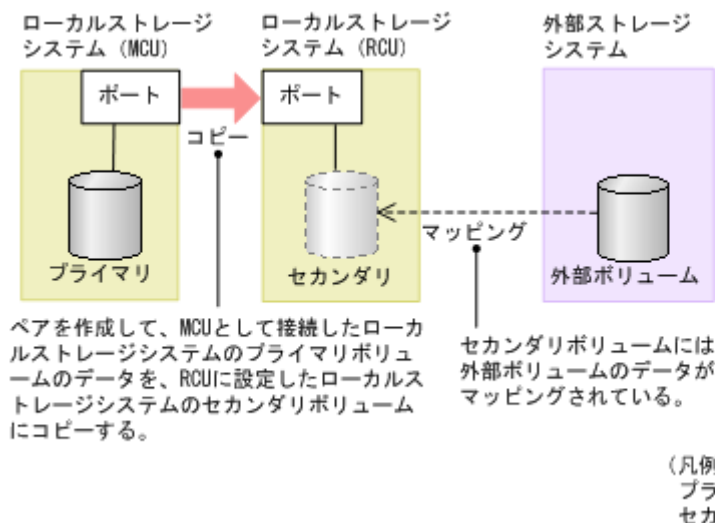 ローカルストレージ
システム（MCU）
ローカルストレージ
システム（RCU）
外部ストレージ
システム
ポート
ポート
コピー
マッピング
プライマリ
セカンダリ
外部ボリューム
ペアを作成して、MCUとして接続したローカ
ルストレージシステムのプライマリボリュ
ームのデータを、RCUに設定したローカルス
トレージシステムのセカンダリボリューム
にコピーする。
セカンダリボリュームには
外部ボリュームのデータが
マッピングされている。
（凡例
プラ
セカ